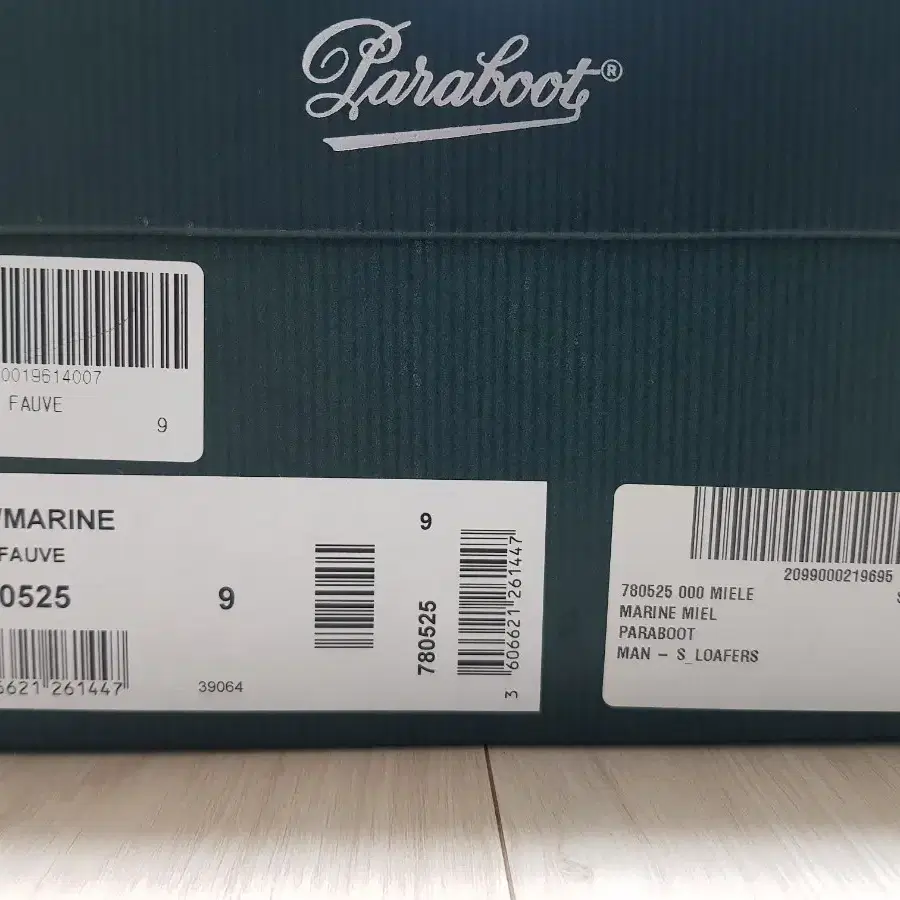 Paraboot®
0019614007
FAUVE
9
/MARINE
FAUVE
0525
9
6621 261447
39064
9
780525
3 606621 261447
2099000219695
780525 000 MIELE
MARINE MIEL
PARABOOT
MAN - S_LOAFERS